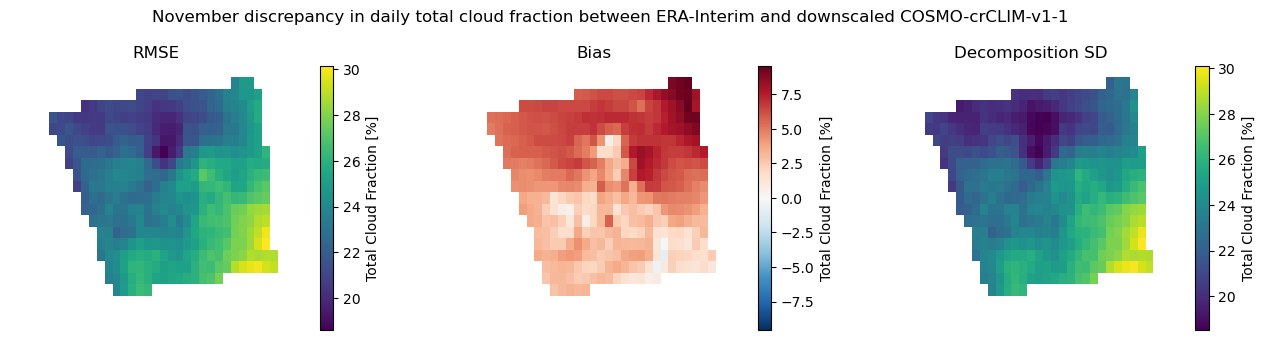 November discrepancy in daily total cloud fraction between ERA-Interim and downscaled COSMO-crCLIM-v1-1
RMSE
30
28
26
24
22
20
Total Cloud Fraction [%]
Bias
7.5
5.0
2.5
0.0
−2.5
−5.0
−7.5
Total Cloud Fraction [%]
Decomposition SD
30
28
26
24
22
20
Total Cloud Fraction [%]